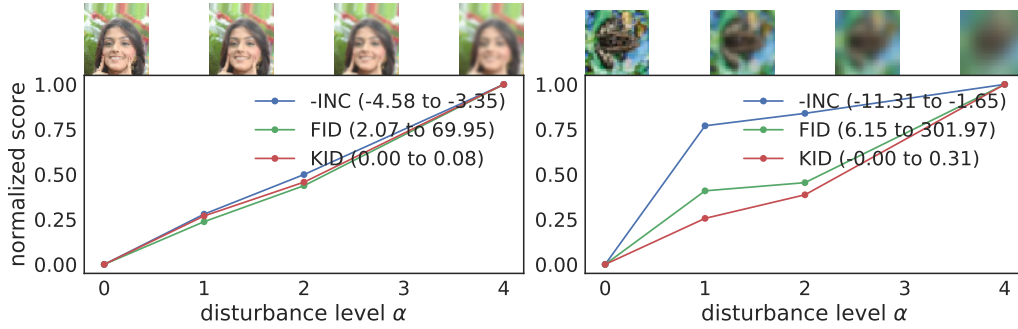 normalized score
1.00
0.75
0.50
0.25
0.00
-INC (-4.58 to -3.35)
FID (2.07 to 69.95)
KID (0.00 to 0.08)
0 1 2 3 4
disturbance level α
1.00
0.75
0.50
0.25
0.00
-INC (-11.31 to -1.65)
FID (6.15 to 301.97)
KID (-0.00 to 0.31)
0 1 2 3 4
disturbance level α